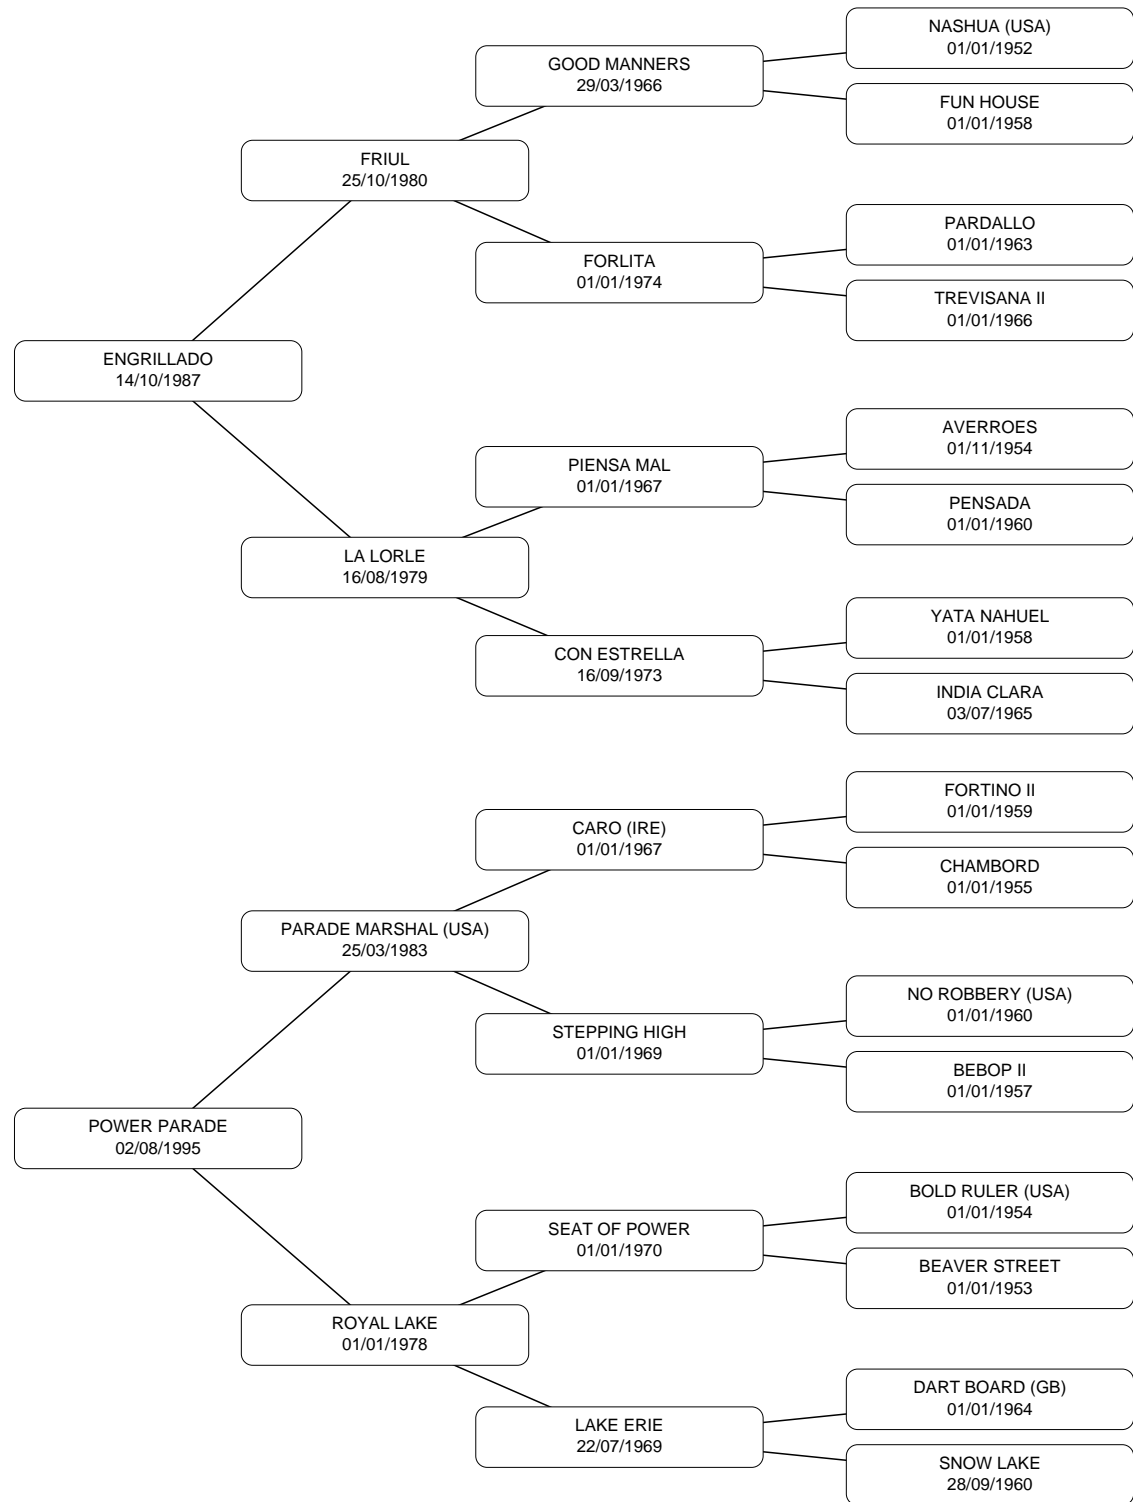 NASHUA (USA)
01/01/1952
GOOD MANNERS
29/03/1966
FUN HOUSE
01/01/1958
FRIUL
25/10/1980
PARDALLO
01/01/1963
FORLITA
01/01/1974
TREVISANA II
01/01/1966
ENGRILLADO
14/10/1987
AVERROES
01/11/1954
PIENSA MAL
01/01/1967
PENSADA
01/01/1960
LA LORLE
16/08/1979
YATA NAHUEL
01/01/1958
CON ESTRELLA
16/09/1973
INDIA CLARA
03/07/1965
FORTINO II
01/01/1959
CARO (IRE)
01/01/1967
CHAMBORD
01/01/1955
PARADE MARSHAL (USA)
25/03/1983
NO ROBBERY (USA)
01/01/1960
STEPPING HIGH
01/01/1969
BEBOP II
01/01/1957
POWER PARADE
02/08/1995
BOLD RULER (USA)
01/01/1954
SEAT OF POWER
01/01/1970
BEAVER STREET
01/01/1953
ROYAL LAKE
01/01/1978
DART BOARD (GB)
01/01/1964
LAKE ERIE
22/07/1969
SNOW LAKE
28/09/1960